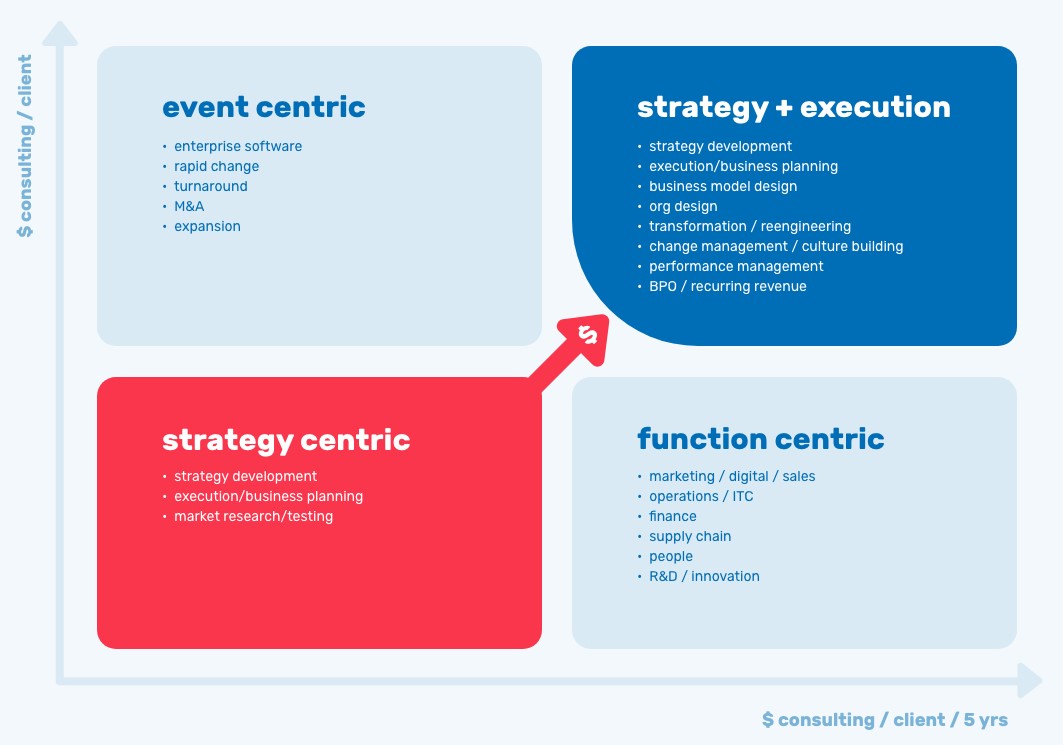 $ consulting / client
event centric
• enterprise software
• rapid change
• turnaround
• M&A
• expansion
strategy + execution
• strategy development
• execution/business planning
• business model design
• org design
• transformation / reengineering
• change management / culture building
• performance management
• BPO / recurring revenue
$
strategy centric
• strategy development
• execution/business planning
• market research/testing
function centric
• marketing / digital / sales
• operations / ITC
• finance
• supply chain
• people
• R&D / innovation
$ consulting / client / 5 yrs